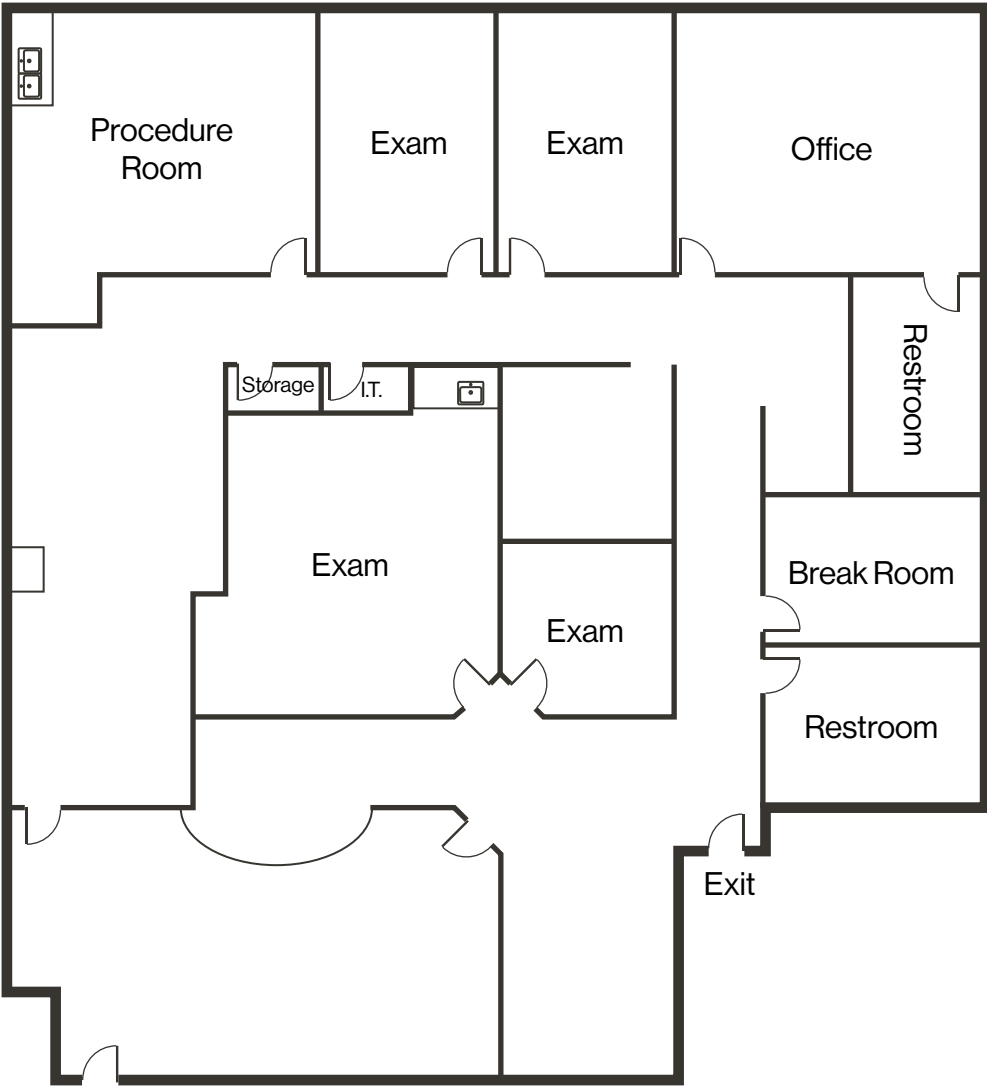 Procedure
Room
Exam
Exam
Office
Restroom
Storage
I.T.
Exam
Break Room
Exam
Restroom
Exit